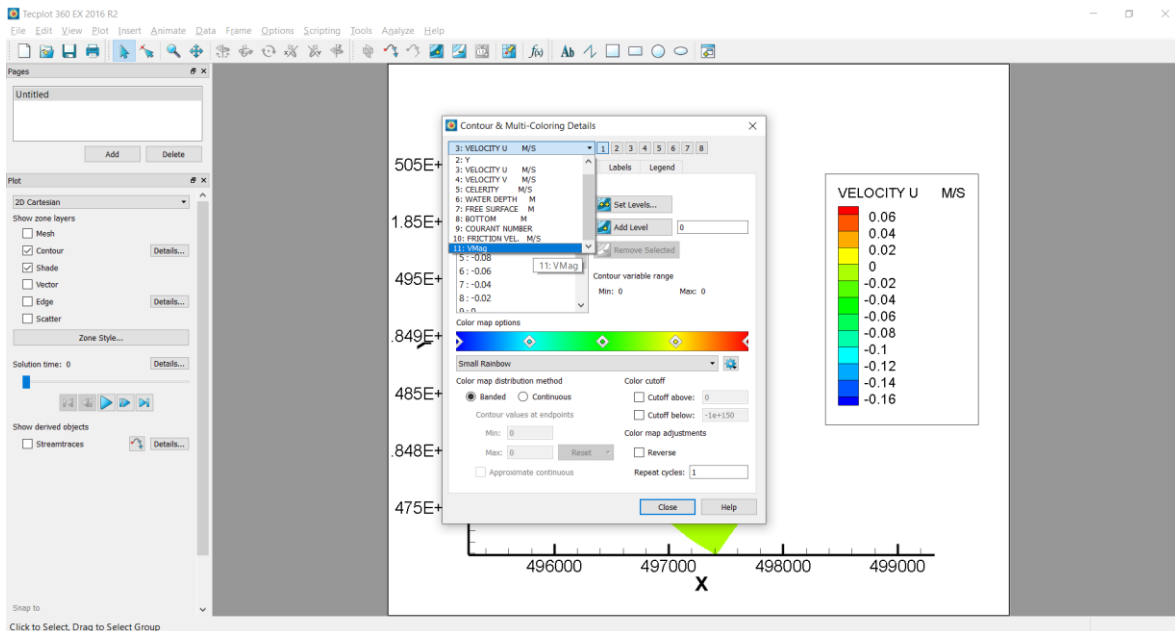 Tecplot 360 EX 2016 R2
File Edit View Plot Insert Animate Data Frame Options Scripting Tools Analyze Help
Pages
Untitled
Add Delete
Plot
2D Cartesian
Show zone layers
Mesh
Contour Details...
Shade
Vector
Edge Details...
Scatter
Zone Style...
Solution time: 0 Details...
Show derived objects
Streamtraces Details...
Snap to
Click to Select, Drag to Select Group
505E+
1.85E+
495E+
.849E+
485E+
.848E+
475E+
Contour & Multi-Coloring Details
3: VELOCITY U M/S 1 2 3 4 5 6 7 8
2: Y
3: VELOCITY U M/S
4: VELOCITY V M/S
5: CELERITY M/S
6: WATER DEPTH M
7: FREE SURFACE M
8: BOTTOM M
9: COURANT NUMBER
10: FRICTION VEL. M/S
11: VMag
11: VMag
Labels Legend
Set Levels...
Add Level 0
Remove Selected
5 : -0.08
6 : -0.06
7 : -0.04
8 : -0.02
Contour variable range
Min: 0 Max: 0
Color map options
Small Rainbow
Color map distribution method
Banded Continuous
Contour values at endpoints
Min: 0
Max: 0 Reset
Approximate continuous
Color cutoff
Cutoff above: 0
Cutoff below: -1e+150
Color map adjustments
Reverse
Repeat cycles: 1
Close Help
VELOCITY U M/S
0.06
0.04
0.02
0
-0.02
-0.04
-0.06
-0.08
-0.1
-0.12
-0.14
-0.16
496000 497000 498000 499000
X